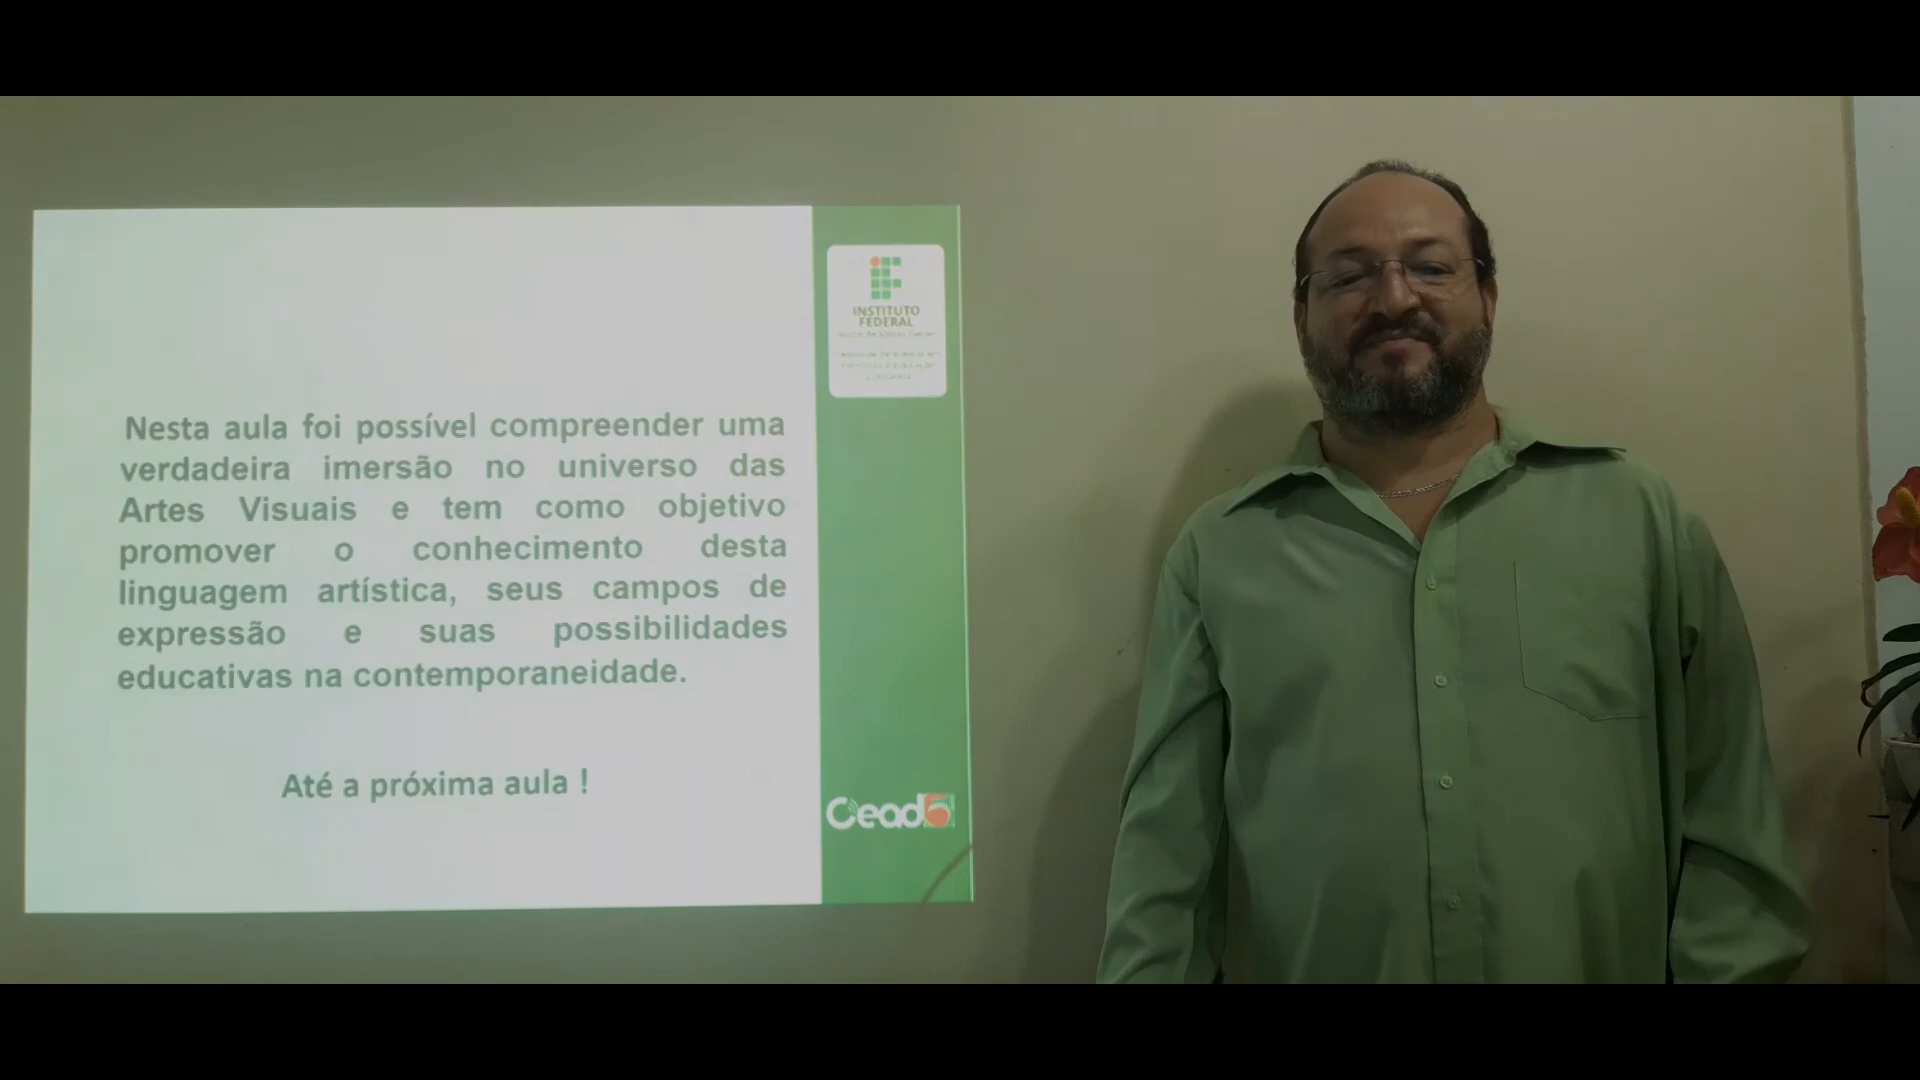 Nesta aula foi possível compreender uma
verdadeira imersão no universo das
Artes Visuais e tem como objetivo
promover o conhecimento desta
linguagem artística, seus campos de
expressão e suas possibilidades
educativas na contemporaneidade.
Até a próxima aula !
INSTITUTO
FEDERAL
Cead